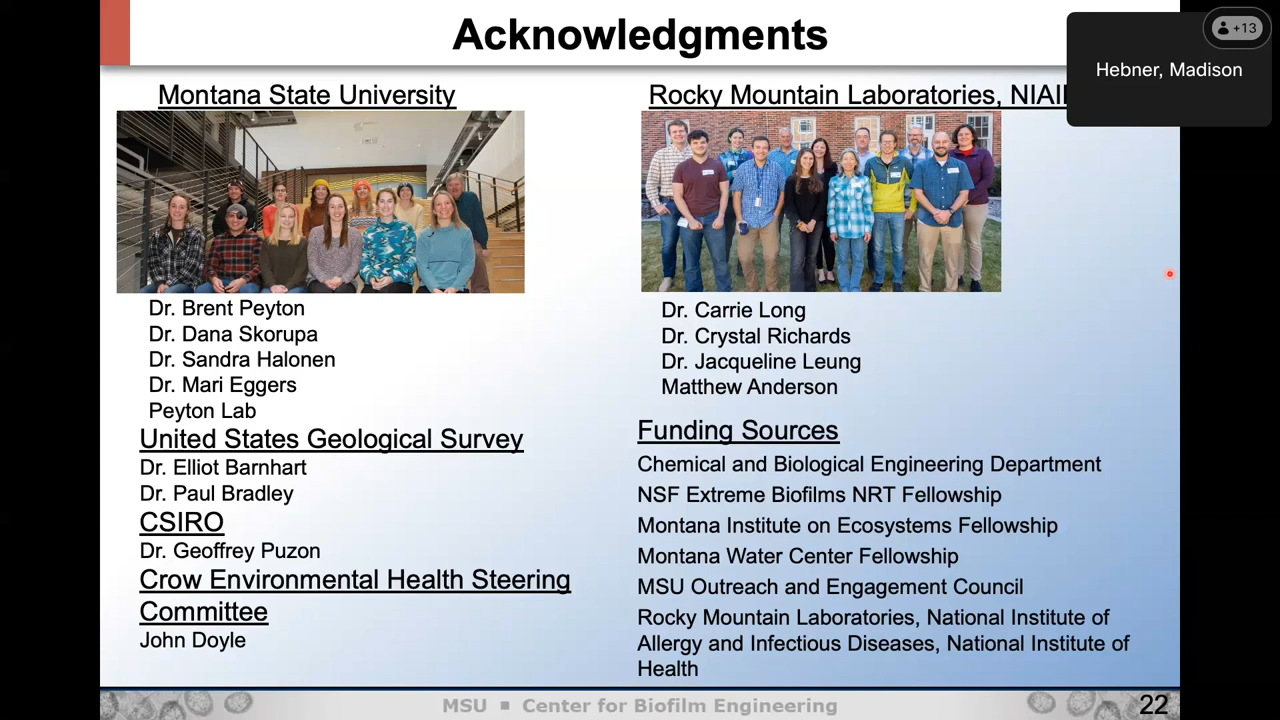 Acknowledgments
+13
Hebner, Madison
Montana State University
Dr. Brent Peyton
Dr. Dana Skorupa
Dr. Sandra Halonen
Dr. Mari Eggers
Peyton Lab
United States Geological Survey
Dr. Elliot Barnhart
Dr. Paul Bradley
CSIRO
Dr. Geoffrey Puzon
Crow Environmental Health Steering
Committee
John Doyle
Rocky Mountain Laboratories,
Dr. Carrie Long
Dr. Crystal Richards
Dr. Jacqueline Leung
Matthew Anderson
Funding Sources
Chemical and Biological Engineering Department
NSF Extreme Biofilms NRT Fellowship
Montana Institute on Ecosystems Fellowship
Montana Water Center Fellowship
MSU Outreach and Engagement Council
Rocky Mountain Laboratories, National Institute of
Allergy and Infectious Diseases, National Institute of
Health
MSU ■ Center for Biofilm Engineering
22